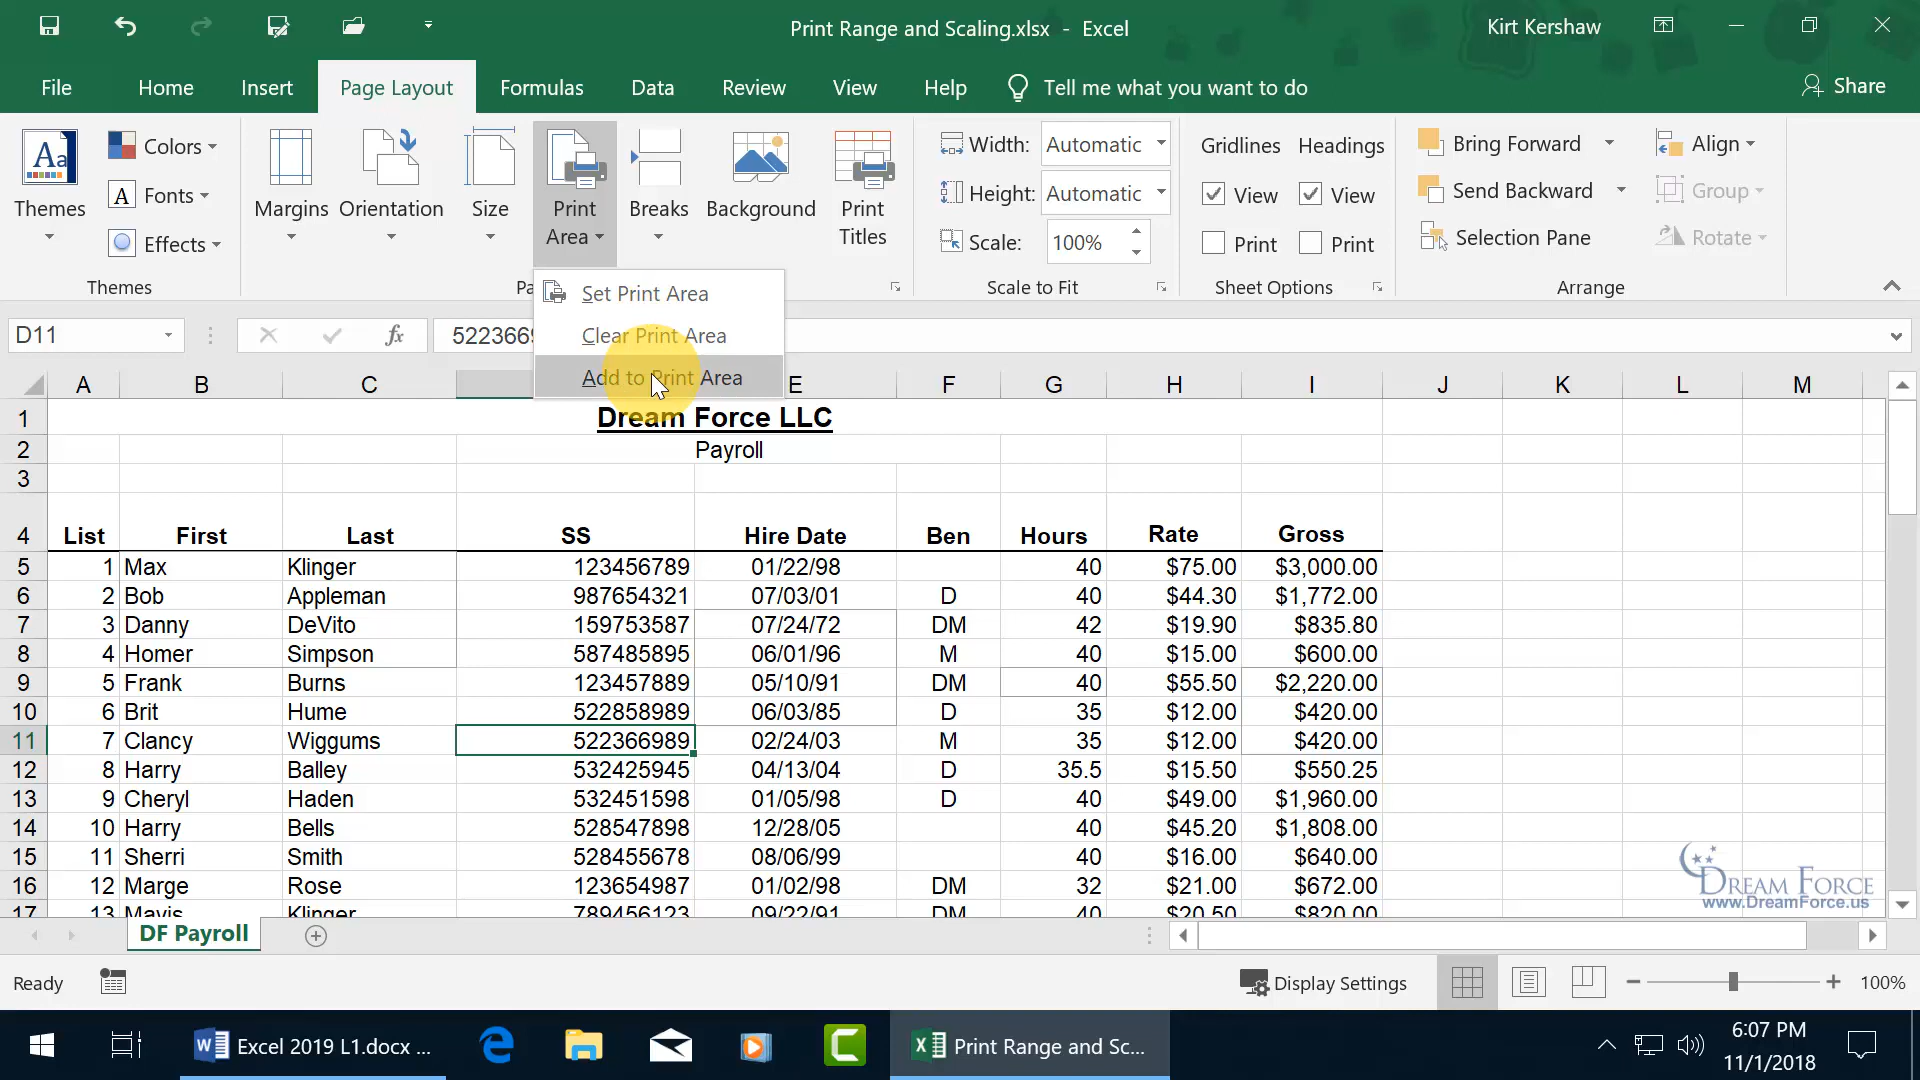 Print Range and Scaling.xlsx - Excel
Kirt Kershaw
File Home Insert Page Layout Formulas Data Review View Help Tell me what you want to do Share
Aa Themes
Colors
A Fonts
Effects
Themes
Margins
Orientation
Size
Print Area
Breaks
Background
Print Titles
Width: Automatic
Height: Automatic
Scale: 100%
Scale to Fit
Gridlines Headings
View View
Print Print
Sheet Options
Bring Forward
Send Backward
Selection Pane
Align
Group
Rotate
Arrange
Set Print Area
Clear Print Area
Add to Print Area
D11 fx
A B C E F G H I J K L M
1 Dream Force LLC
2 Payroll
3
4 List First Last SS Hire Date Ben Hours Rate Gross
5 1 Max Klinger 123456789 01/22/98 40 $75.00 $3,000.00
6 2 Bob Appleman 987654321 07/03/01 D 40 $44.30 $1,772.00
7 3 Danny DeVito 159753587 07/24/72 DM 42 $19.90 $835.80
8 4 Homer Simpson 587485895 06/01/96 M 40 $15.00 $600.00
9 5 Frank Burns 123457889 05/10/91 DM 40 $55.50 $2,220.00
10 6 Brit Hume 522858989 06/03/85 D 35 $12.00 $420.00
11 7 Clancy Wiggums 522366989 02/24/03 M 35 $12.00 $420.00
12 8 Harry Balley 532425945 04/13/04 D 35.5 $15.50 $550.25
13 9 Cheryl Haden 532451598 01/05/98 D 40 $49.00 $1,960.00
14 10 Harry Bells 528547898 12/28/05 40 $45.20 $1,808.00
15 11 Sherri Smith 528455678 08/06/99 40 $16.00 $640.00
16 12 Marge Rose 123654987 01/02/98 DM 32 $21.00 $672.00
17 13 Mavis Klinger 789456123 09/22/91 DM 40 $20.50 $820.00
Dream Force
www.DreamForce.us
DF Payroll
Ready Display Settings 100%
W Excel 2019 L1.docx ... Print Range and Sc...
6:07 PM
11/1/2018